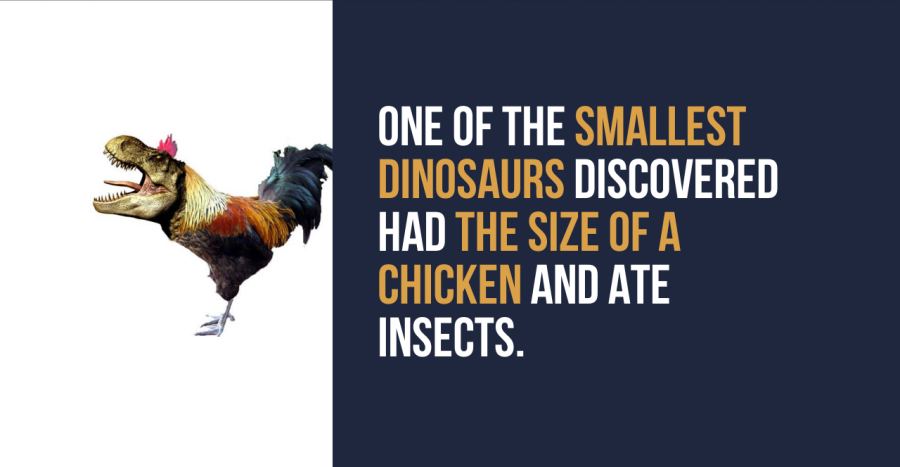 ONE OF THE SMALLEST
DINOSAURS DISCOVERED
HAD THE SIZE OF A
CHICKEN AND ATE
INSECTS.